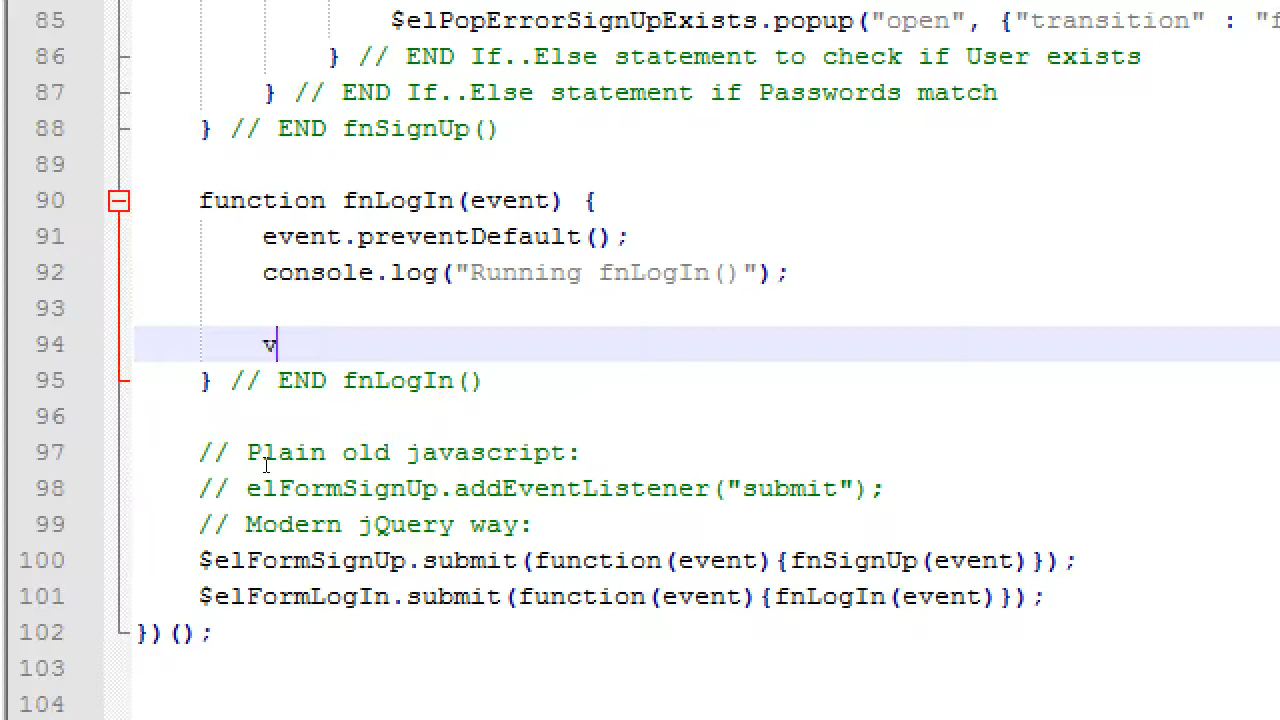 85 $elPopErrorSignUpExists.popup("open", {"transition" : "f
86 } // END If..Else statement to check if User exists
87 } // END If..Else statement if Passwords match
88 } // END fnSignUp()
89
90 function fnLogIn(event) {
91 event.preventDefault();
92 console.log("Running fnLogIn()");
93
94 v
95 } // END fnLogIn()
96
97 // Plain old javascript:
98 // elFormSignUp.addEventListener("submit");
99 // Modern jQuery way:
100 $elFormSignUp.submit(function(event){fnSignUp(event)});
101 $elFormLogIn.submit(function(event){fnLogIn(event)});
102 })();
103
104